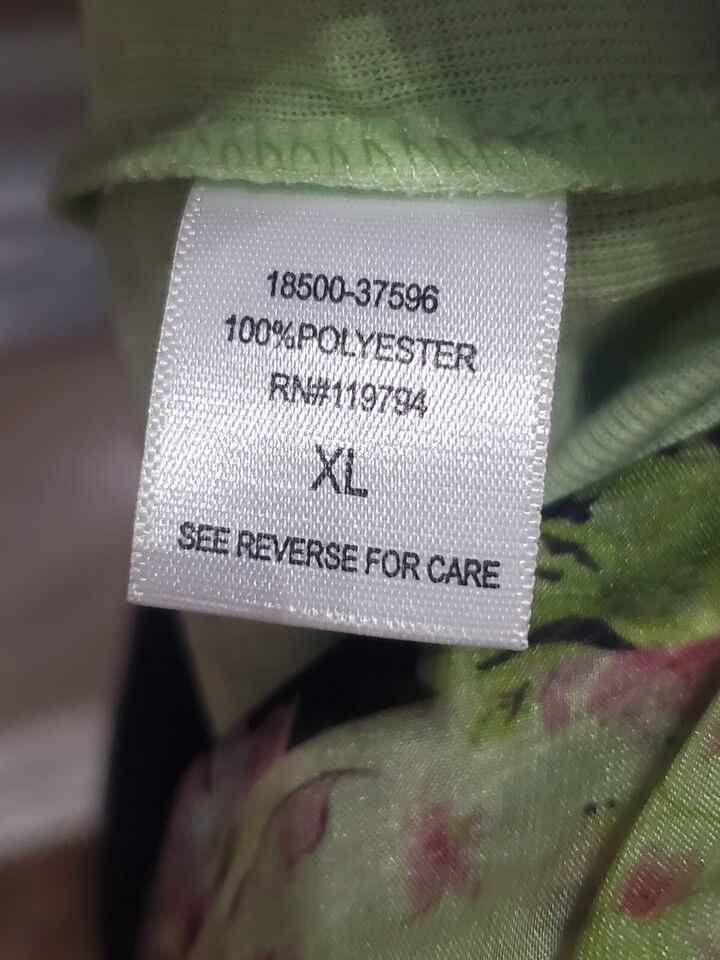 18500-37596
100%POLYESTER
RN#119794
XL
SEE REVERSE FOR CARE